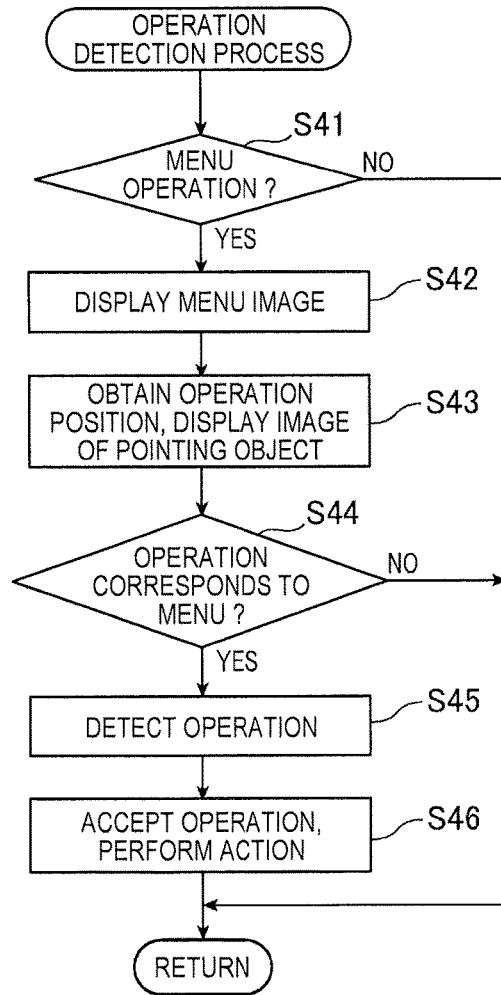 OPERATION
DETECTION PROCESS
S41
MENU
OPERATION ?
NO
YES
S42
DISPLAY MENU IMAGE
S43
OBTAIN OPERATION
POSITION, DISPLAY IMAGE
OF POINTING OBJECT
S44
OPERATION
CORRESPONDS TO
MENU ?
NO
YES
S45
DETECT OPERATION
S46
ACCEPT OPERATION,
PERFORM ACTION
RETURN